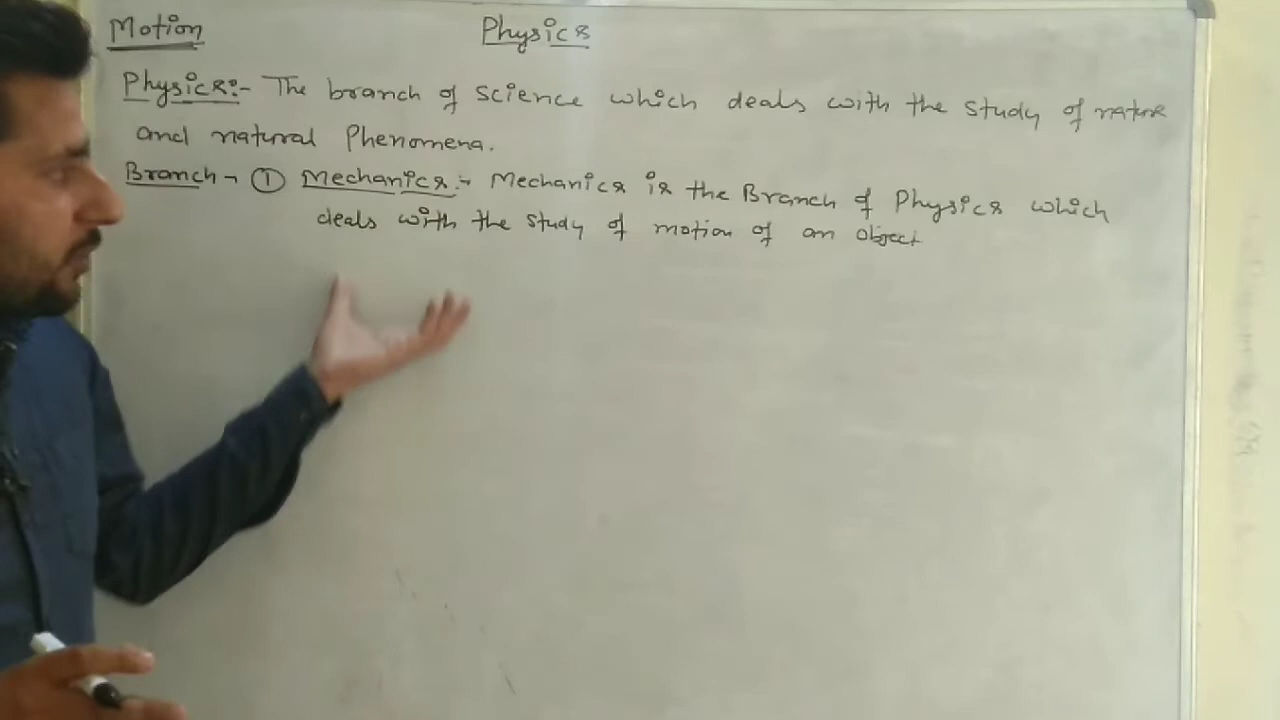 Motion Physics
Physics:- The branch of science which deals with the study of nature
and natural Phenomena.
Branch → ① Mechanics:- Mechanics is the Branch of Physics which
deals with the study of motion of an object